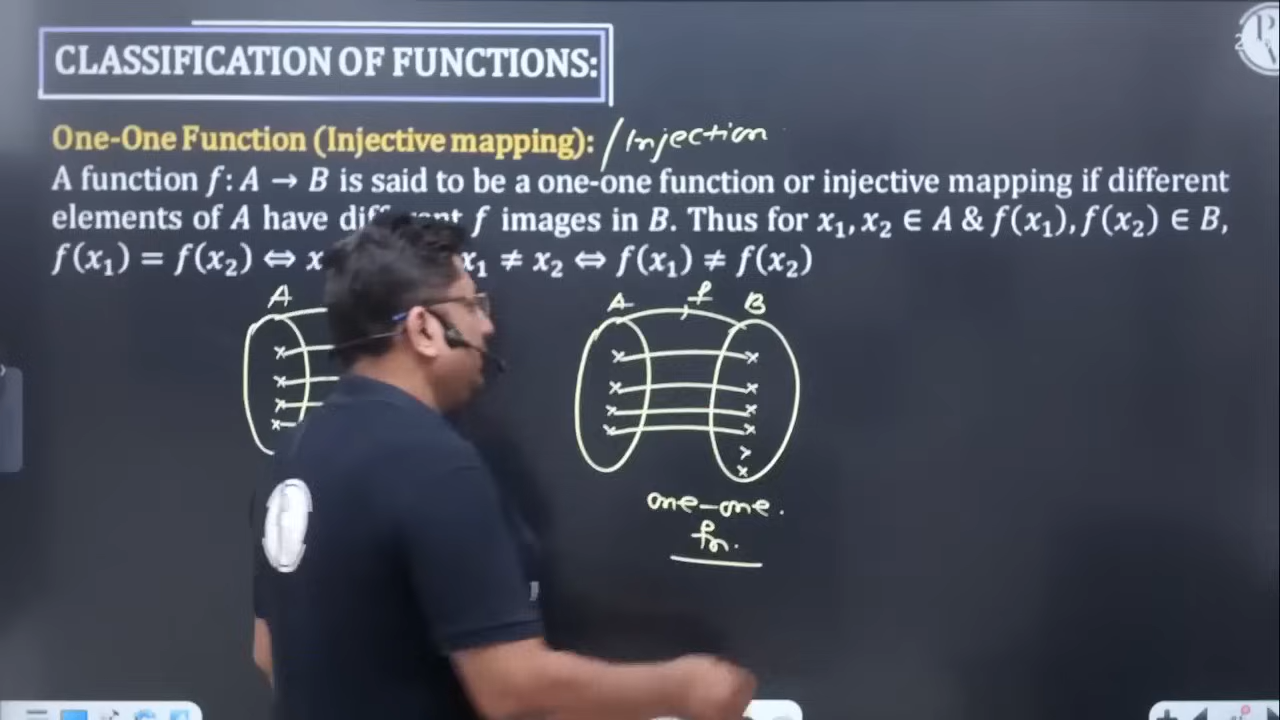 CLASSIFICATION OF FUNCTIONS:
One-One Function (Injective mapping): / Injection
A function f: A → B is said to be a one-one function or injective mapping if different
elements of A have f images in B. Thus for x₁, x₂ ∈ A & f(x₁), f(x₂) ∈ B,
f(x₁) = f(x₂) ⇔ x₁ ≠ x₂ ⇔ f(x₁) ≠ f(x₂)
A
A f B
one-one.
fn.